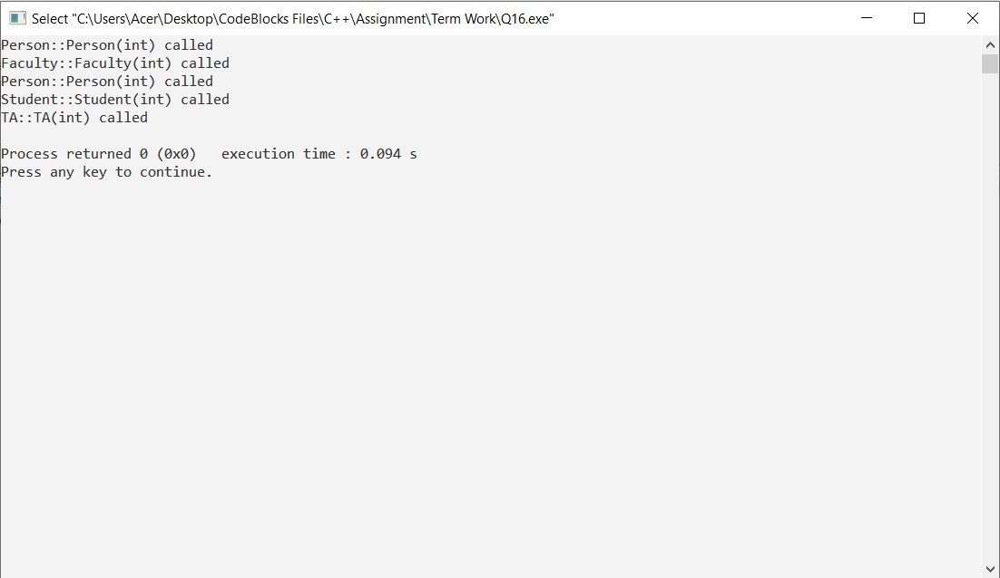 Select "C:\Users\Acer\Desktop\CodeBlocks Files\C++\Assignment\Term Work\Q16.exe"
Person::Person(int) called
Faculty::Faculty(int) called
Person::Person(int) called
Student::Student(int) called
TA::TA(int) called
Process returned 0 (0x0)   execution time : 0.094 s
Press any key to continue.